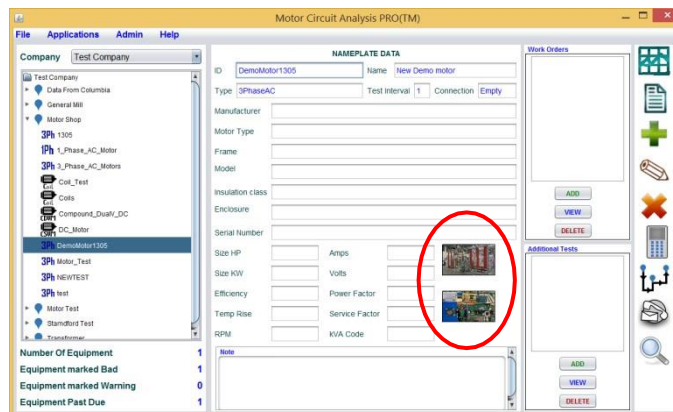 Motor Circuit Analysis PRO(TM)
File Applications Admin Help
Company Test Company
Test Company
Data From Columbia
General Mill
Motor Shop
3Ph 1305
1Ph 1_Phase_AC_Motor
3Ph 3_Phase_AC_Motors
Coil Coil_Test
Coil Coils
CDWM Compound_DualV_DC
CDWM DC_Motor
3Ph DemoMotor1305
3Ph Motor_Test
3Ph NEWTEST
3Ph test
Motor Test
Starndford Test
Transformer
Number Of Equipment 1
Equipment marked Bad 1
Equipment marked Warning 0
Equipment Past Due 1
NAMEPLATE DATA
ID DemoMotor1305 Name New Demo motor
Type 3PhaseAC Test Interval 1 Connection Empty
Manufacturer
Motor Type
Frame
Model
Insulation class
Enclosure
Serial Number
Size HP Amps
Size KW Volts
Efficiency Power Factor
Temp Rise Service Factor
RPM kVA Code
Note
Work Orders
ADD
VIEW
DELETE
Additional Tests
ADD
VIEW
DELETE